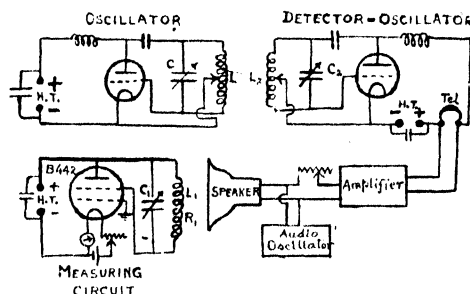 OSCILLATOR
DETECTOR-OSCILLATOR
C
L
L2
C2
+
H.T.
-
- H.T. +
Tel
B442
+
H.T.
-
C1
L1
R1
SPEAKER
Amplifier
Audio
Oscillator
MEASURING
CIRCUIT